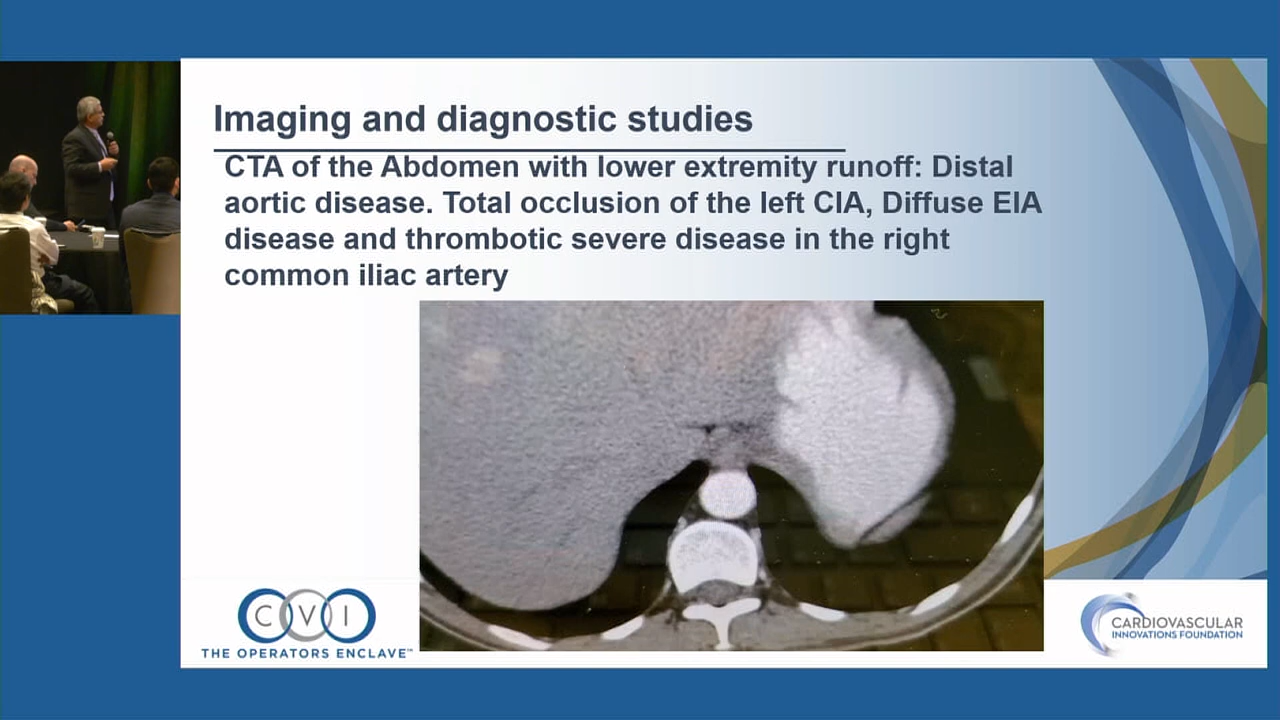 Imaging and diagnostic studies
CTA of the Abdomen with lower extremity runoff: Distal
aortic disease. Total occlusion of the left CIA, Diffuse EIA
disease and thrombotic severe disease in the right
common iliac artery
CVI
THE OPERATORS ENCLAVE™
CARDIOVASCULAR
INNOVATIONS FOUNDATION